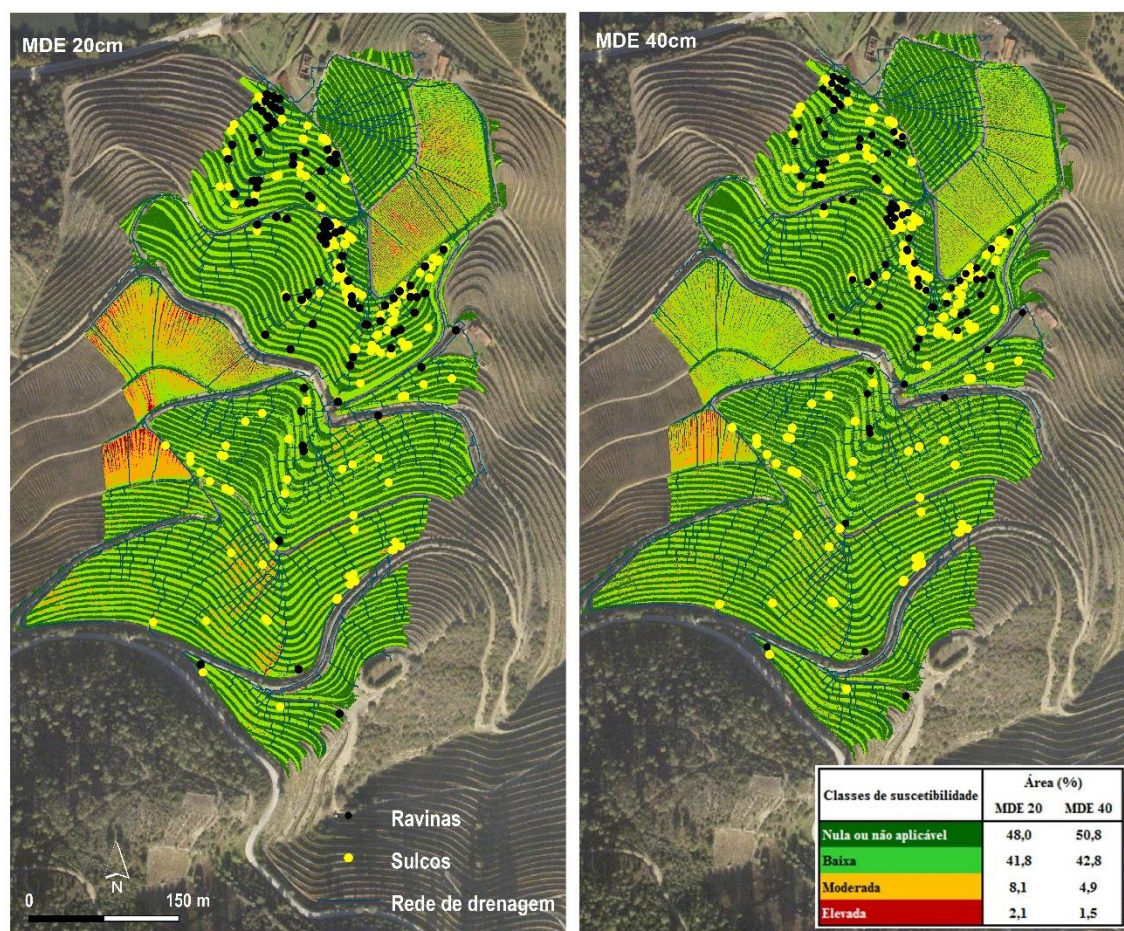 MDE 20cm
MDE 40cm
Ravinas
Sulcos
Rede de drenagem
N
0 150 m
Classes de suscetibilidade Área (%)
MDE 20 MDE 40
Nula ou não aplicável 48,0 50,8
Baixa 41,8 42,8
Moderada 8,1 4,9
Elevada 2,1 1,5